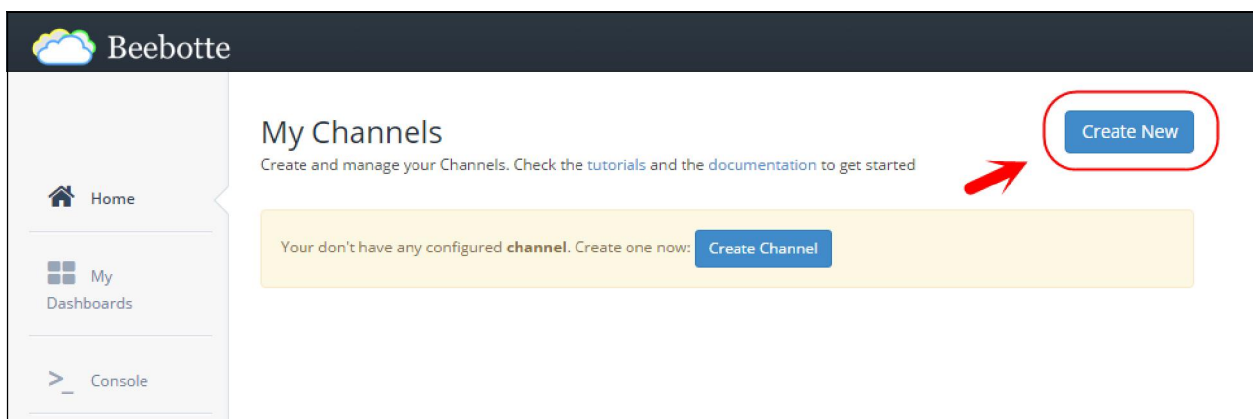 Beebotte
My Channels
Create New
Create and manage your Channels. Check the tutorials and the documentation to get started
Home
Your don't have any configured channel. Create one now: Create Channel
My
Dashboards
>_ Console